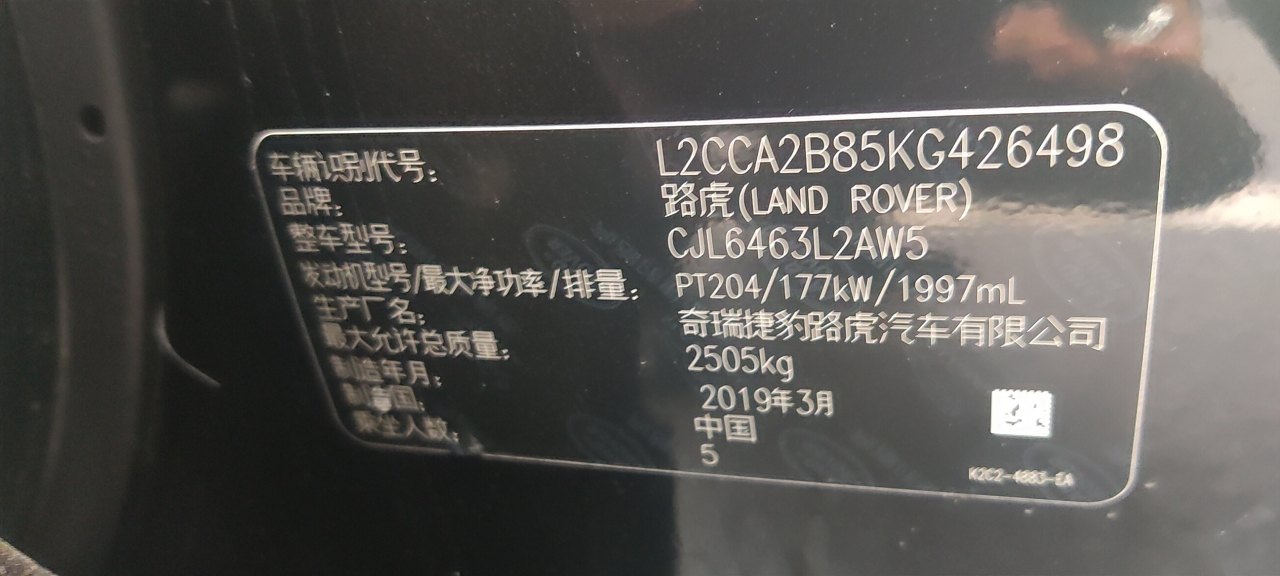 车辆识别代号: L2CCA2B85KG426498
品牌: 路虎(LAND ROVER)
整车型号: CJL6463L2AW5
发动机型号/最大净功率/排量: PT204/177kW/1997mL
生产厂名: 奇瑞捷豹路虎汽车有限公司
最大允许总质量: 2505kg
制造年月: 2019年3月
制造国: 中国
乘坐人数: 5
K2C2-4083-EA